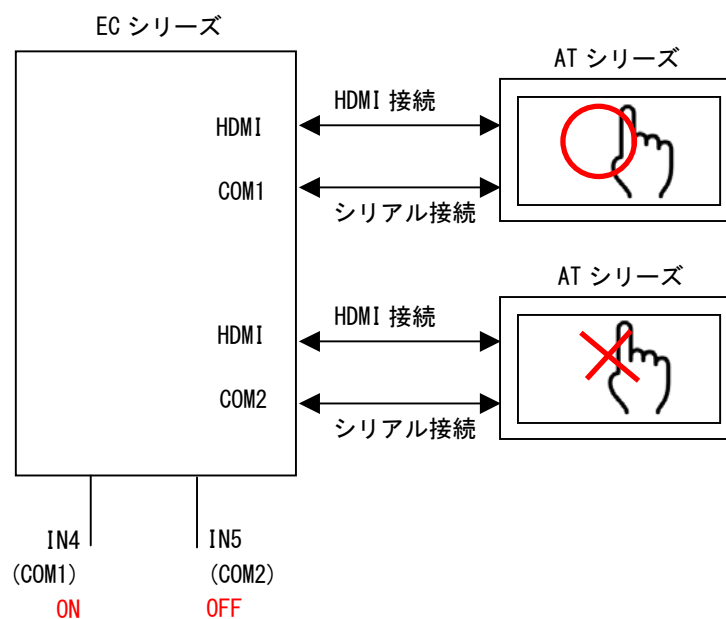 EC シリーズ
AT シリーズ
HDMI
HDMI 接続
COM1
シリアル接続
AT シリーズ
HDMI
HDMI 接続
COM2
シリアル接続
IN4
(COM1)
ON
IN5
(COM2)
OFF